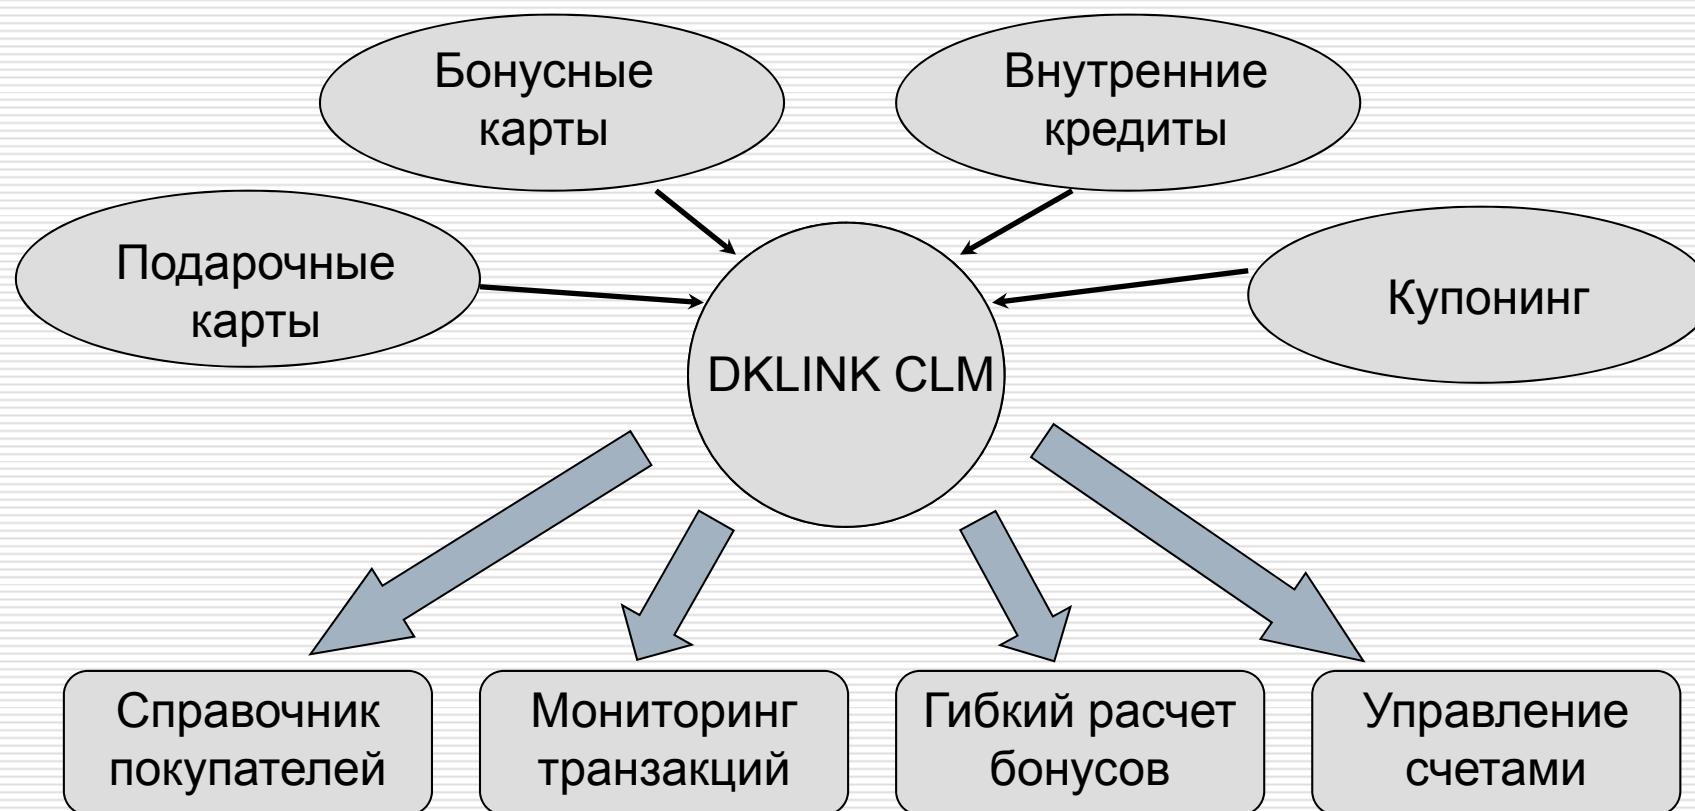 Бонусные
карты
Внутренние
кредиты
Подарочные
карты
Купонинг
DKLINK CLM
Справочник
покупателей
Мониторинг
транзакций
Гибкий расчет
бонусов
Управление
счетами